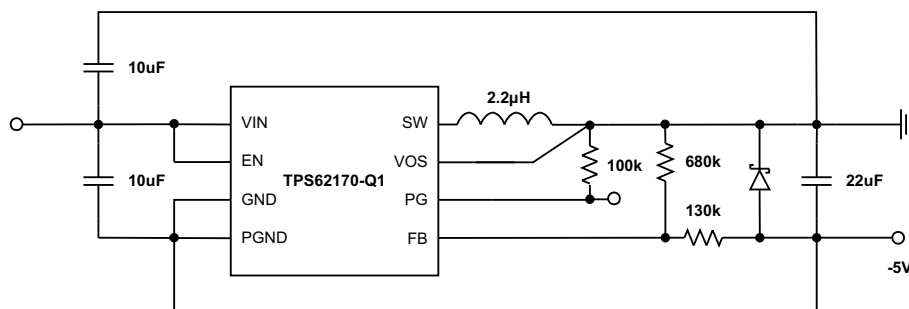 10uF
2.2µH
VIN
SW
EN
VOS
10uF
TPS62170-Q1
100k
680k
22uF
GND
PG
130k
PGND
FB
-5V